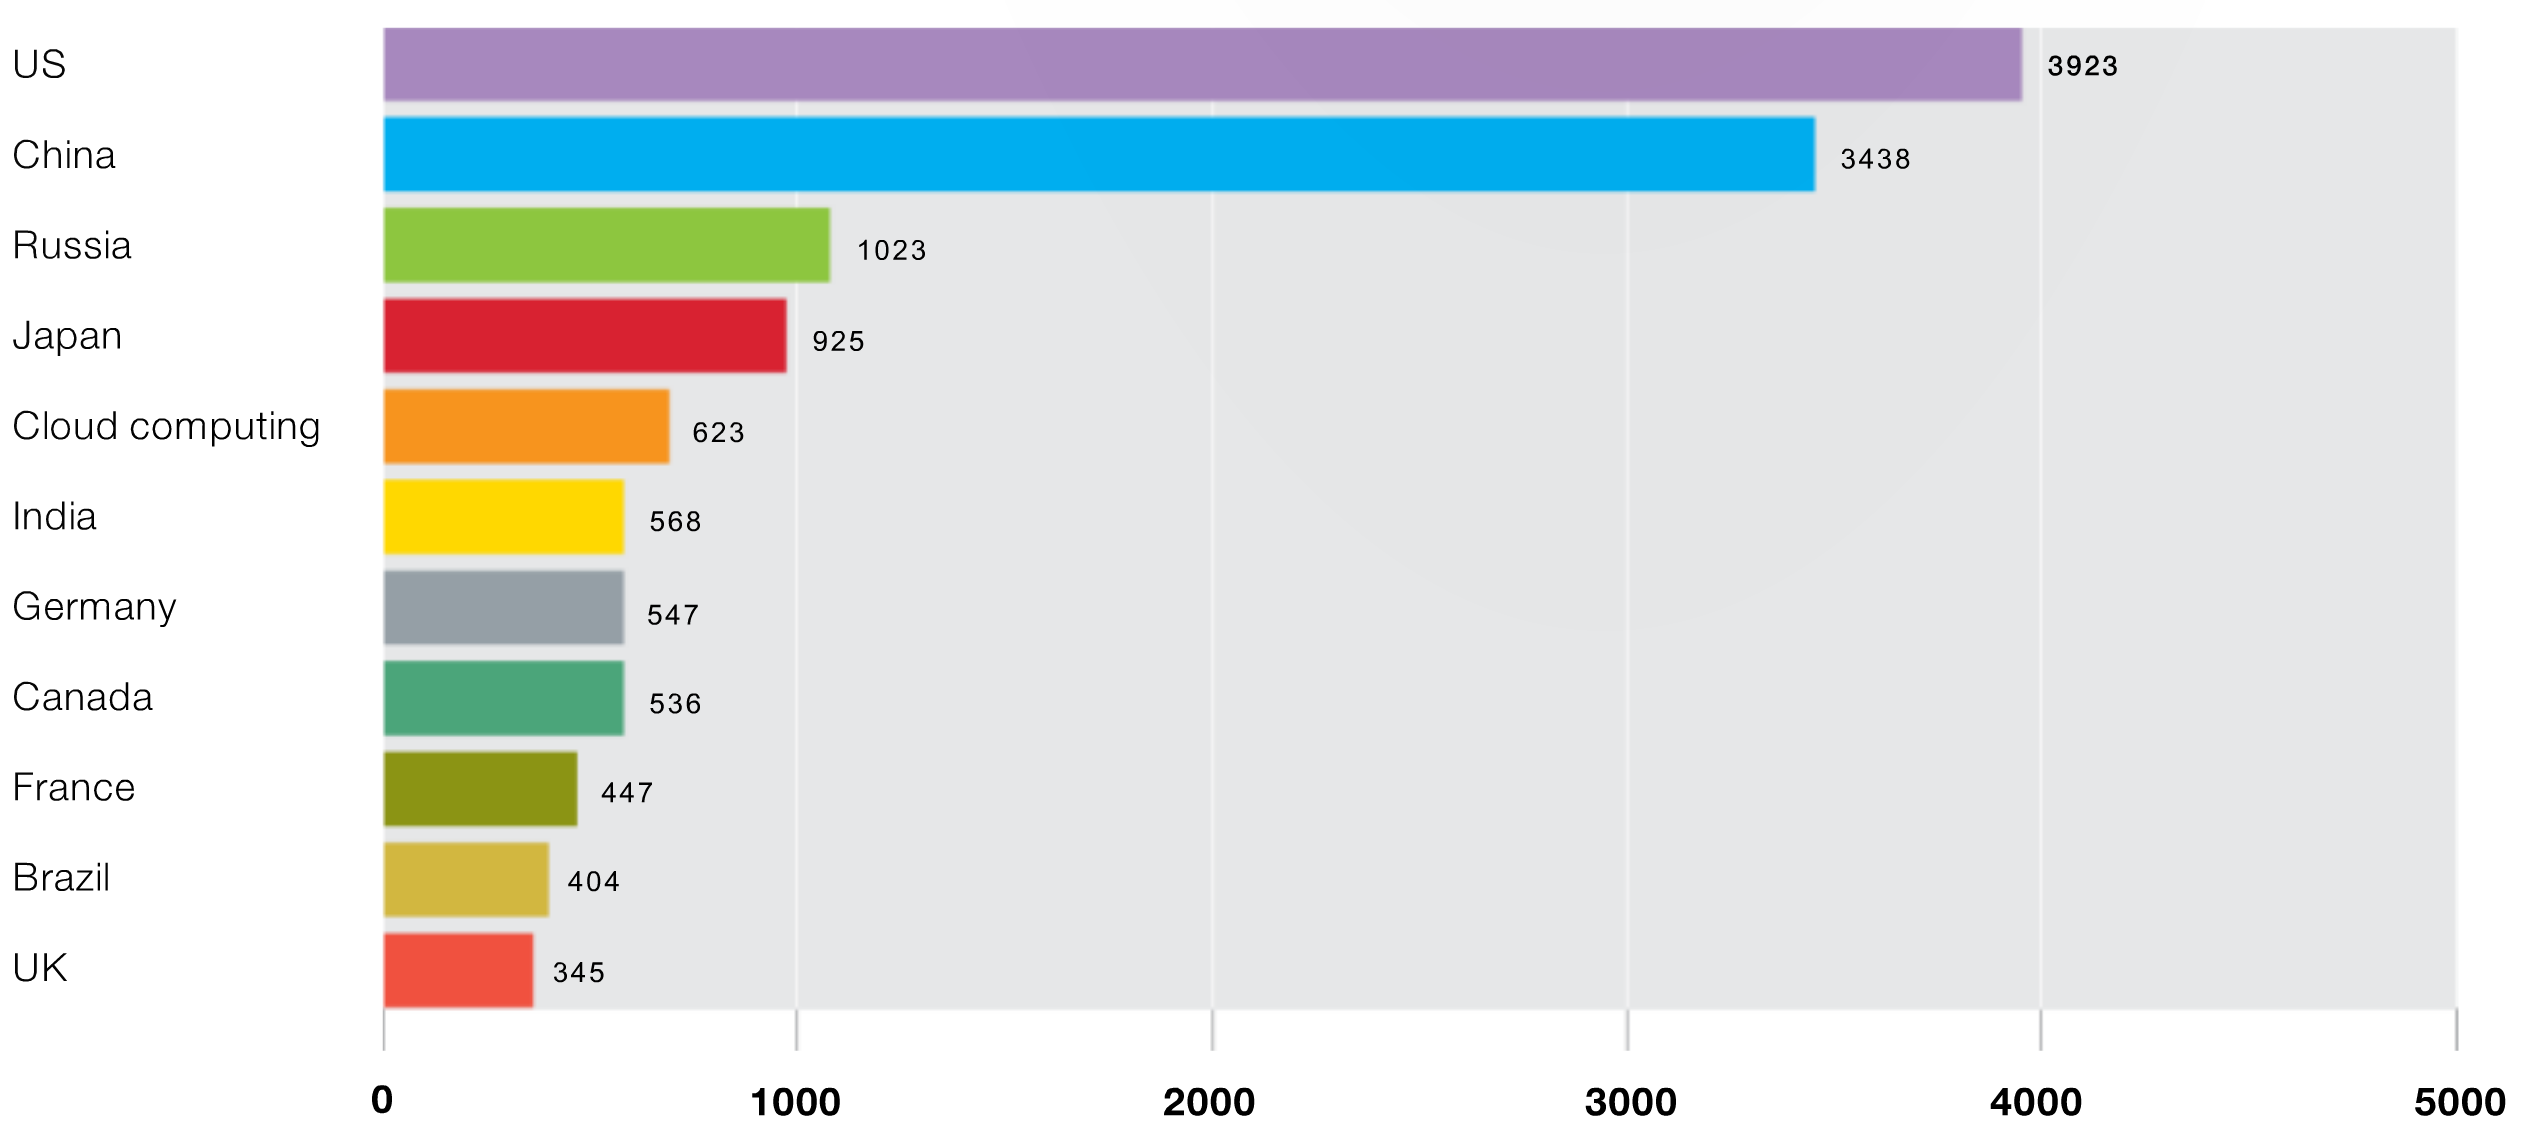 US 3923
China 3438
Russia 1023
Japan 925
Cloud computing 623
India 568
Germany 547
Canada 536
France 447
Brazil 404
UK 345
0 1000 2000 3000 4000 5000